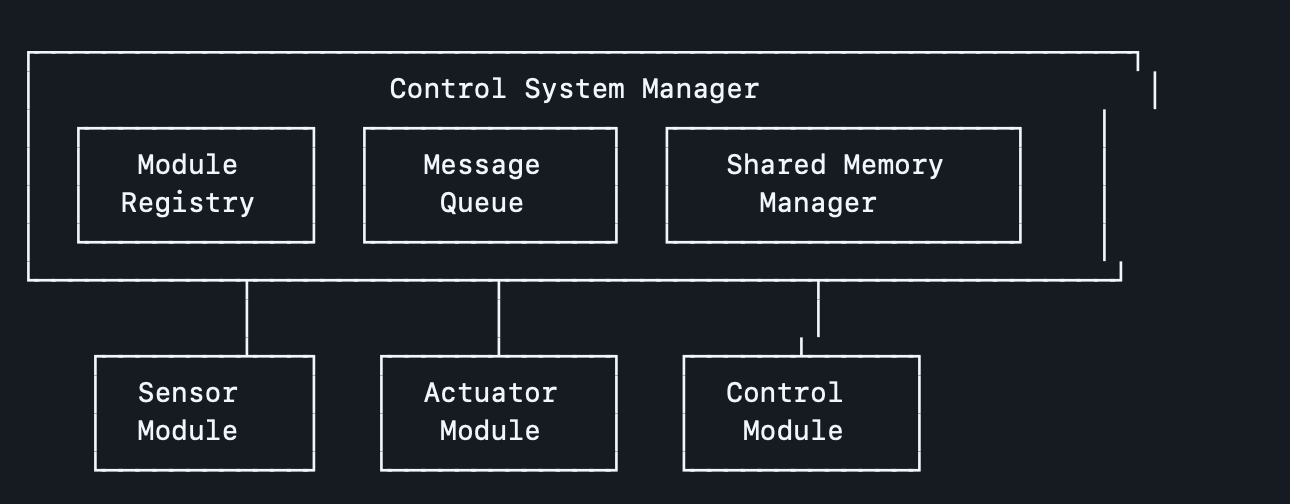 Control System Manager
Module Message Shared Memory
Registry Queue Manager
Sensor Actuator Control
Module Module Module